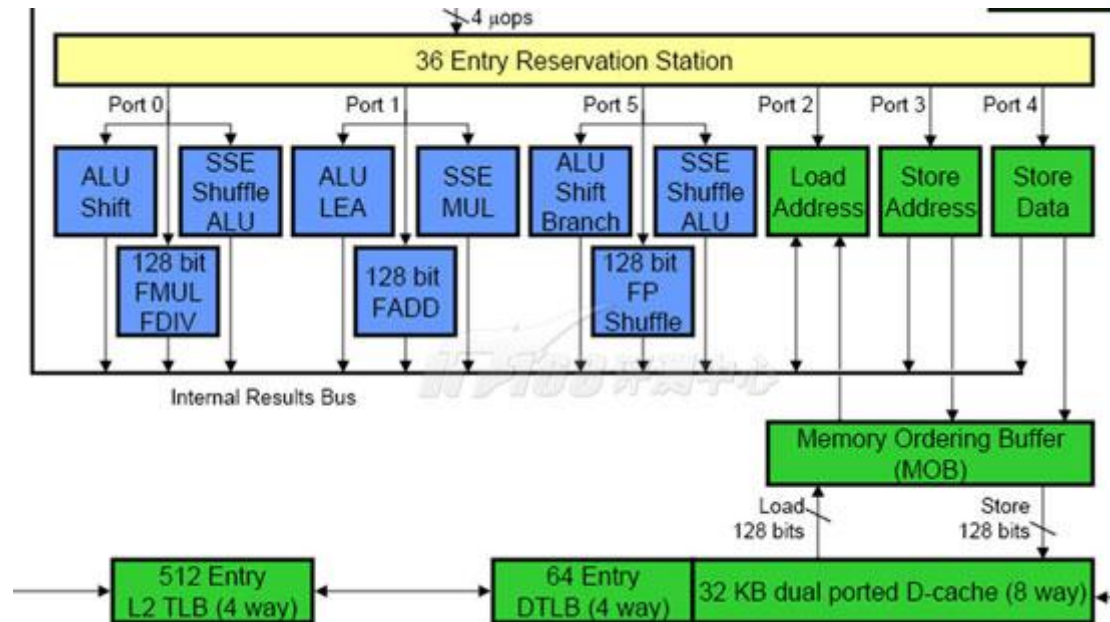 4 μops
36 Entry Reservation Station
Port 0
Port 1
Port 5
Port 2
Port 3
Port 4
ALU
Shift
SSE
Shuffle
ALU
ALU
LEA
SSE
MUL
ALU
Shift
Branch
SSE
Shuffle
ALU
Load
Address
Store
Address
Store
Data
128 bit
FMUL
FDIV
128 bit
FADD
128 bit
FP
Shuffle
Internal Results Bus
评测中心
Memory Ordering Buffer
(MOB)
Load
128 bits
Store
128 bits
512 Entry
L2 TLB (4 way)
64 Entry
DTLB (4 way)
32 KB dual ported D-cache (8 way)